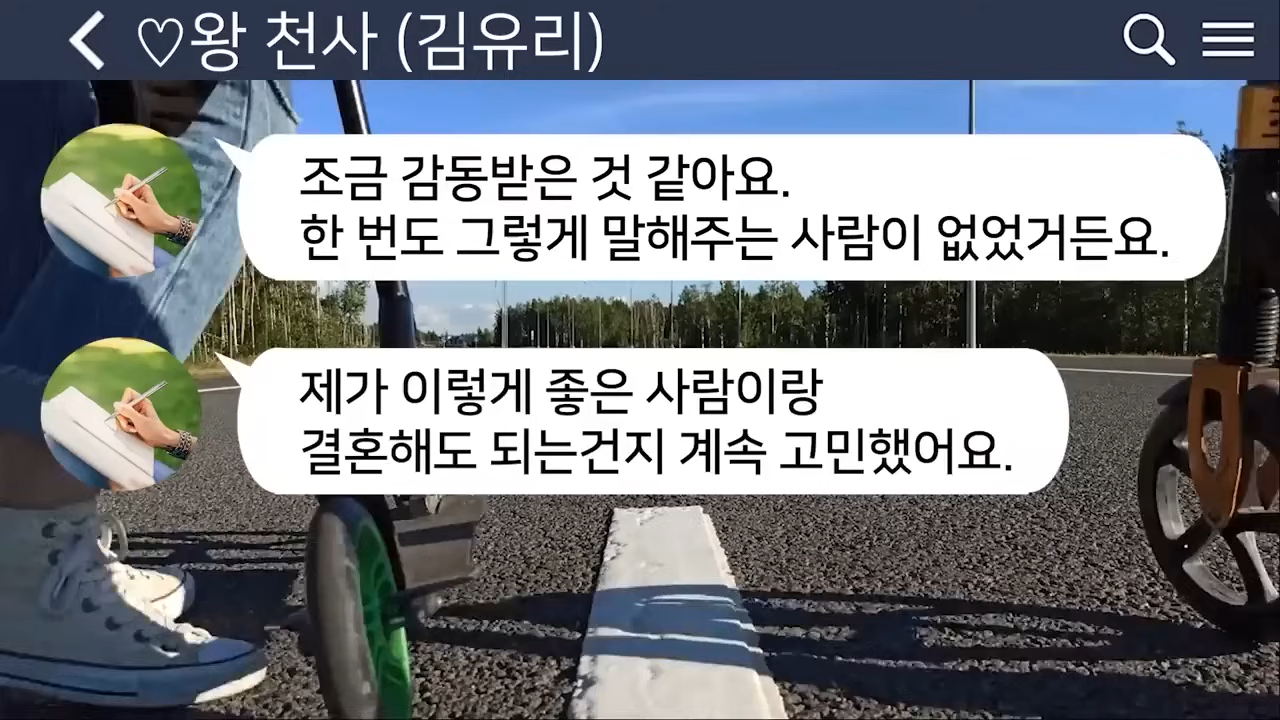 ♡왕 천사 (김유리)
조금 감동받은 것 같아요.
한 번도 그렇게 말해주는 사람이 없었거든요.
제가 이렇게 좋은 사람이랑
결혼해도 되는건지 계속 고민했어요.